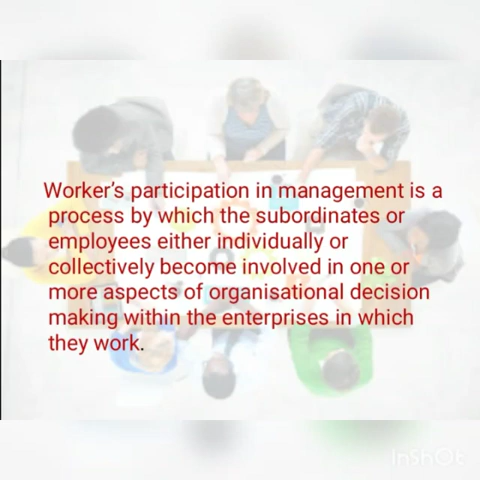 Worker's participation in management is a
process by which the subordinates or
employees either individually or
collectively become involved in one or
more aspects of organisational decision
making within the enterprises in which
they work.
InShOt